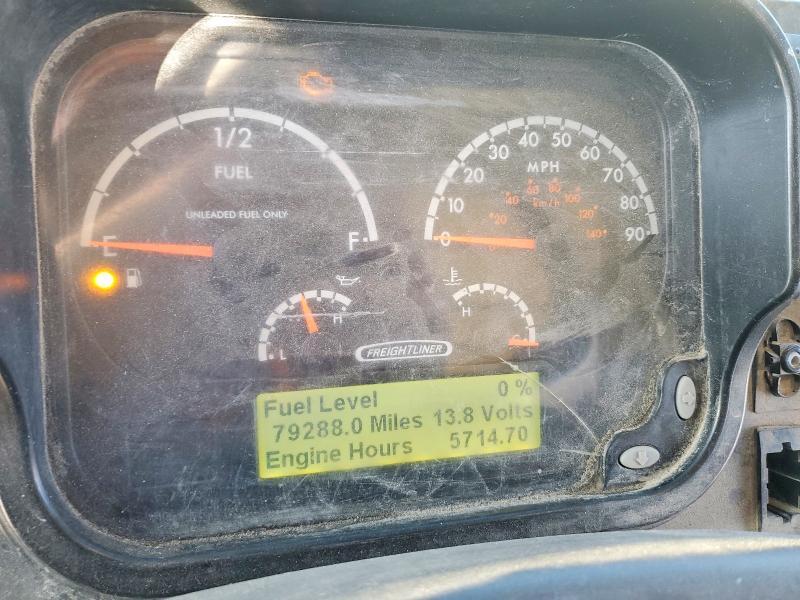 1/2
FUEL
UNLEADED FUEL ONLY
E
F
0 10 20 30 40 50 60 70 80 90
MPH
20 40 60 80 100 120 140
km/h
L
H
H
FREIGHTLINER
Fuel Level 0 %
79288.0 Miles 13.8 Volts
Engine Hours 5714.70